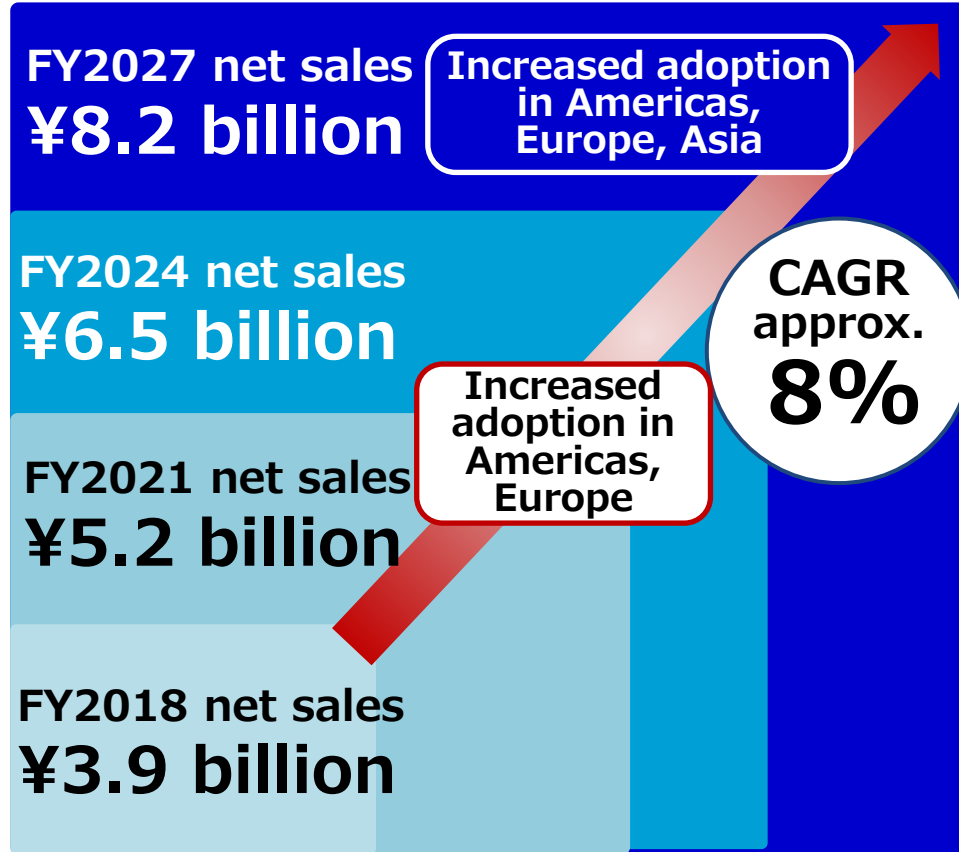 FY2027 net sales
¥8.2 billion
Increased adoption
in Americas,
Europe, Asia
FY2024 net sales
¥6.5 billion
CAGR
approx.
8%
Increased
adoption in
Americas,
Europe
FY2021 net sales
¥5.2 billion
FY2018 net sales
¥3.9 billion